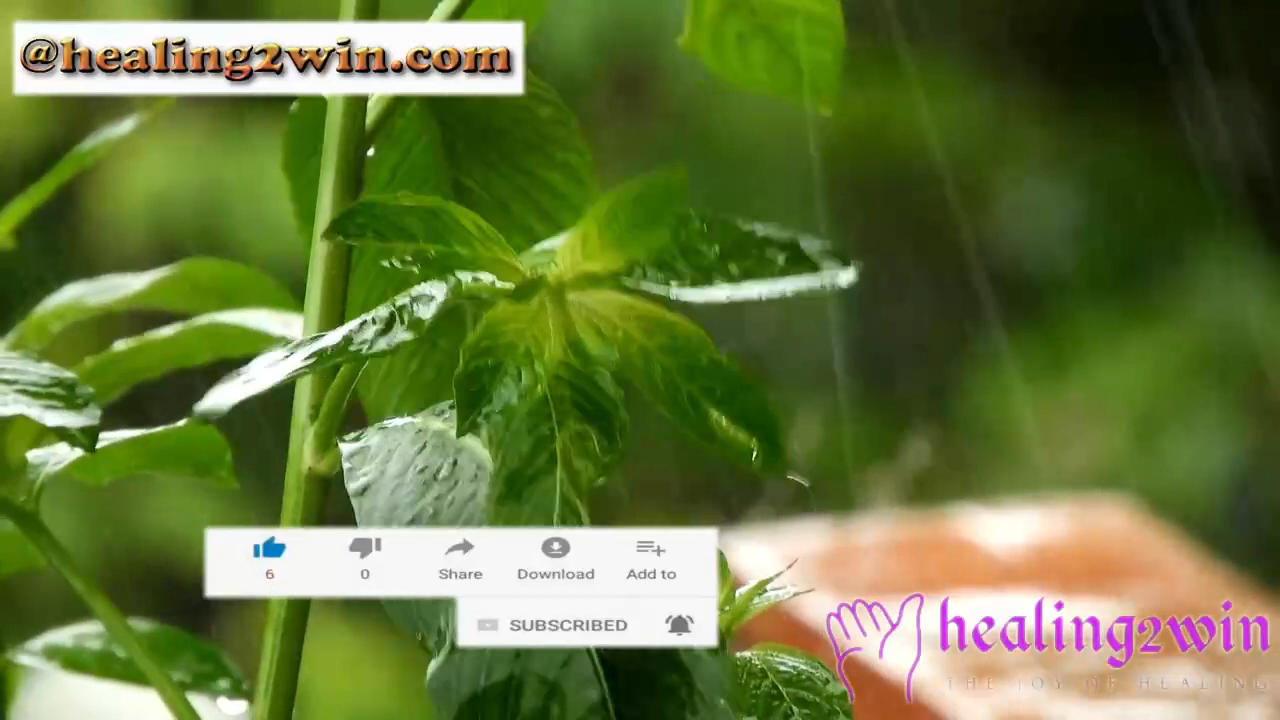 @healing2win.com
6 0 Share Download Add to
SUBSCRIBED
healing2win
THE JOY OF HEALING